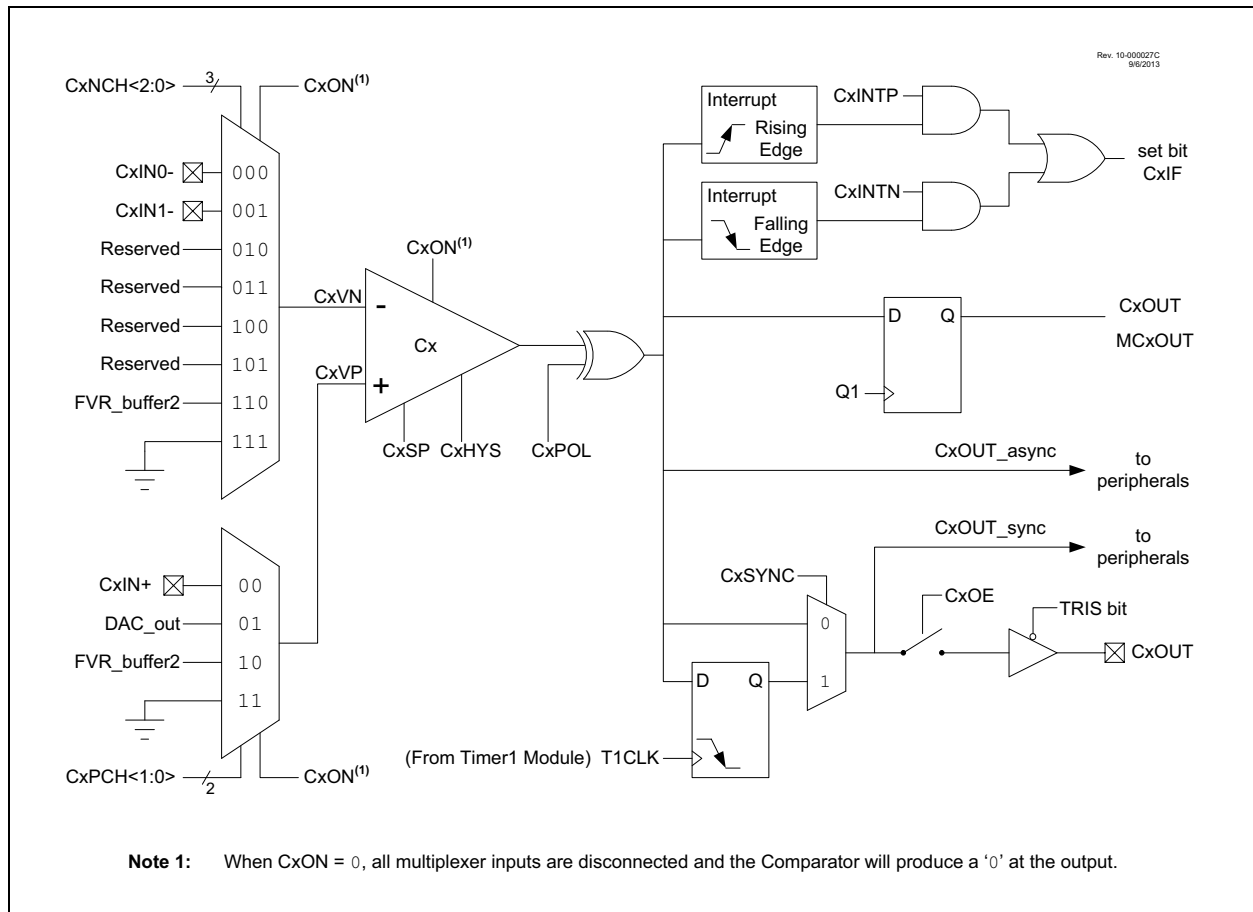 Rev. 10-000027C
9/6/2013
CxNCH<2:0>
3
CxON(1)
CxIN0-
000
CxIN1-
001
Reserved
010
Reserved
011
Reserved
100
Reserved
101
FVR_buffer2
110
111
CxVN
CxVP
CxON(1)
-
Cx
+
CxSP
CxHYS
CxPOL
CxIN+
00
DAC_out
01
FVR_buffer2
10
11
CxPCH<1:0>
2
CxON(1)
Interrupt
Rising
Edge
CxINTP
Interrupt
Falling
Edge
CxINTN
set bit
CxIF
D
Q
Q1
CxOUT
MCxOUT
CxOUT_async
to
peripherals
CxOUT_sync
to
peripherals
CxSYNC
0
1
CxOE
TRIS bit
CxOUT
D
Q
(From Timer1 Module) T1CLK
Note 1: When CxON = 0, all multiplexer inputs are disconnected and the Comparator will produce a ‘0’ at the output.